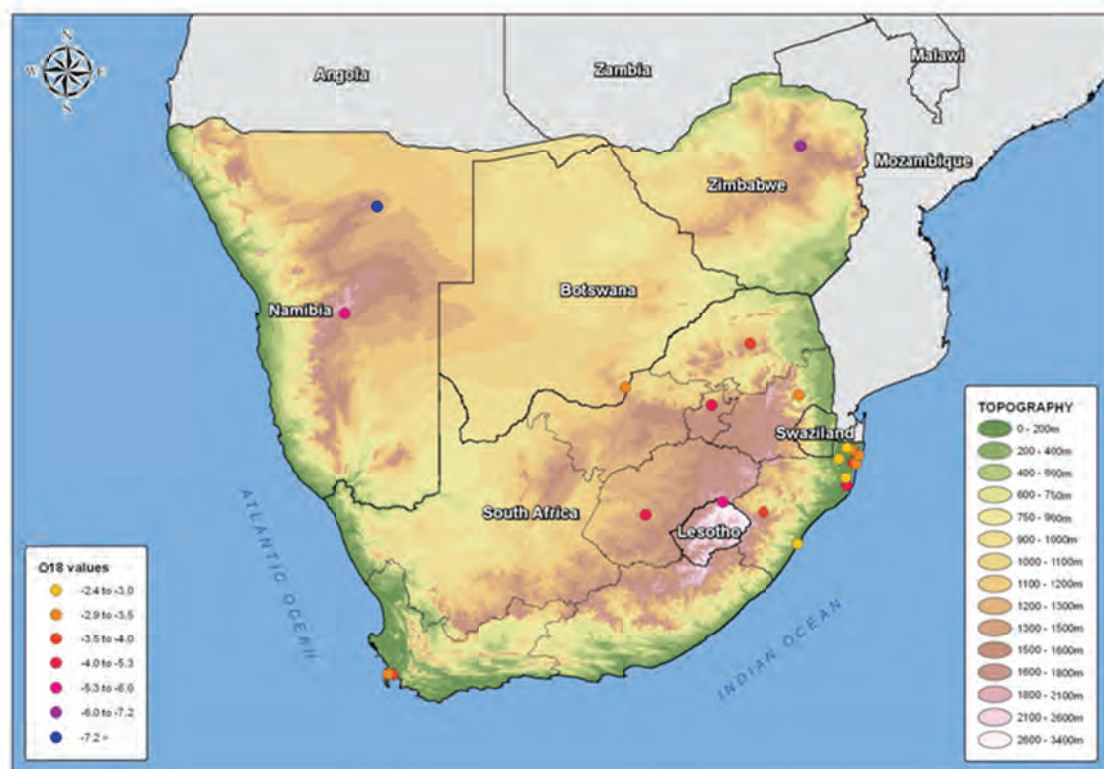 N
W E
S
Angola
Zambia
Malawi
Mozambique
Zimbabwe
Namibia
Botswana
Swaziland
South Africa
Lesotho
ATLANTIC OCEAN
INDIAN OCEAN
O18 values
-2.4 to -3.0
-2.9 to -3.5
-3.5 to -4.0
-4.0 to -5.3
-5.3 to -6.0
-6.0 to -7.2
-7.2 >
TOPOGRAPHY
0 - 200m
200 - 400m
400 - 600m
600 - 750m
750 - 900m
900 - 1000m
1000 - 1100m
1100 - 1200m
1200 - 1300m
1300 - 1500m
1500 - 1600m
1600 - 1800m
1800 - 2100m
2100 - 2600m
2600 - 3400m